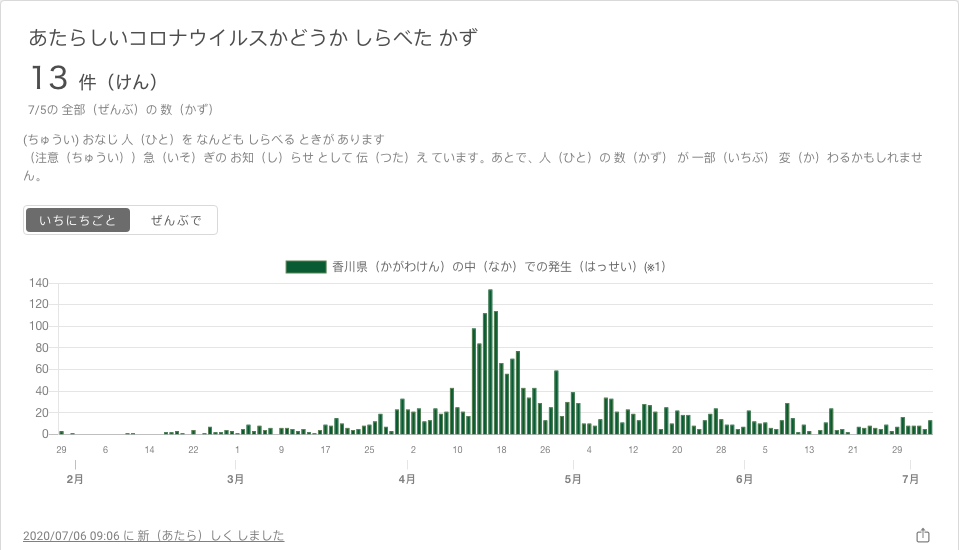 あたらしいコロナウイルスかどうか しらべた かず
13 件（けん）
7/5の 全部（ぜんぶ）の 数（かず）
(ちゅうい) おなじ 人（ひと）を なんども しらべる ときが あります
（注意（ちゅうい））急（いそ）ぎの お知（し）らせ として 伝（つた）え ています。あとで、人（ひと）の 数（かず） が 一部（いちぶ） 変（か）わるかもしれませ
ん。
いちにちごと ぜんぶで
香川県（かがわけん）の中（なか）での発生（はっせい）(※1)
140
120
100
80
60
40
20
0
29 6 14 22 1 9 17 25 2 10 18 26 4 12 20 28 5 13 21 29
2月 3月 4月 5月 6月 7月
2020/07/06 09:06 に 新（あたら）しく しました